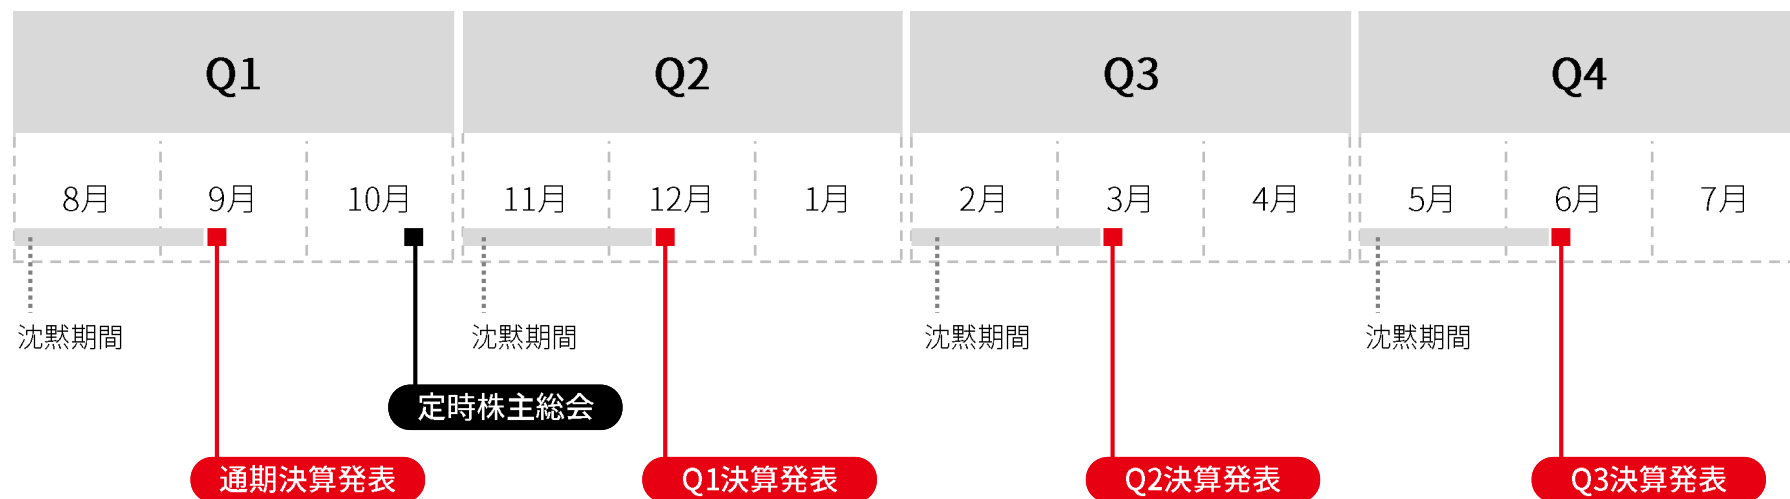 Q1 Q2 Q3 Q4
8月 9月 10月 11月 12月 1月 2月 3月 4月 5月 6月 7月
沈黙期間 沈黙期間 沈黙期間 沈黙期間
定時株主総会
通期決算発表 Q1決算発表 Q2決算発表 Q3決算発表